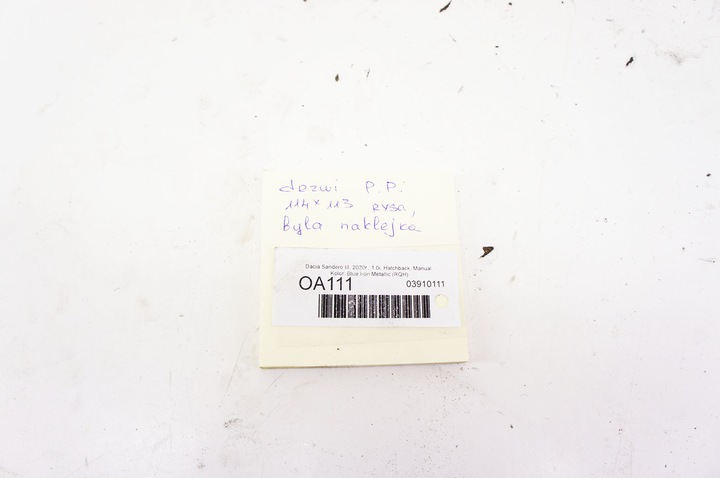 drzwi P.P.
114x113 rysa,
Była naklejka
Dacia Sandero III, 2020r., 1.0i, Hatchback, Manual
Kolor: Blue Iron Metallic (RQH)
OA111 03910111